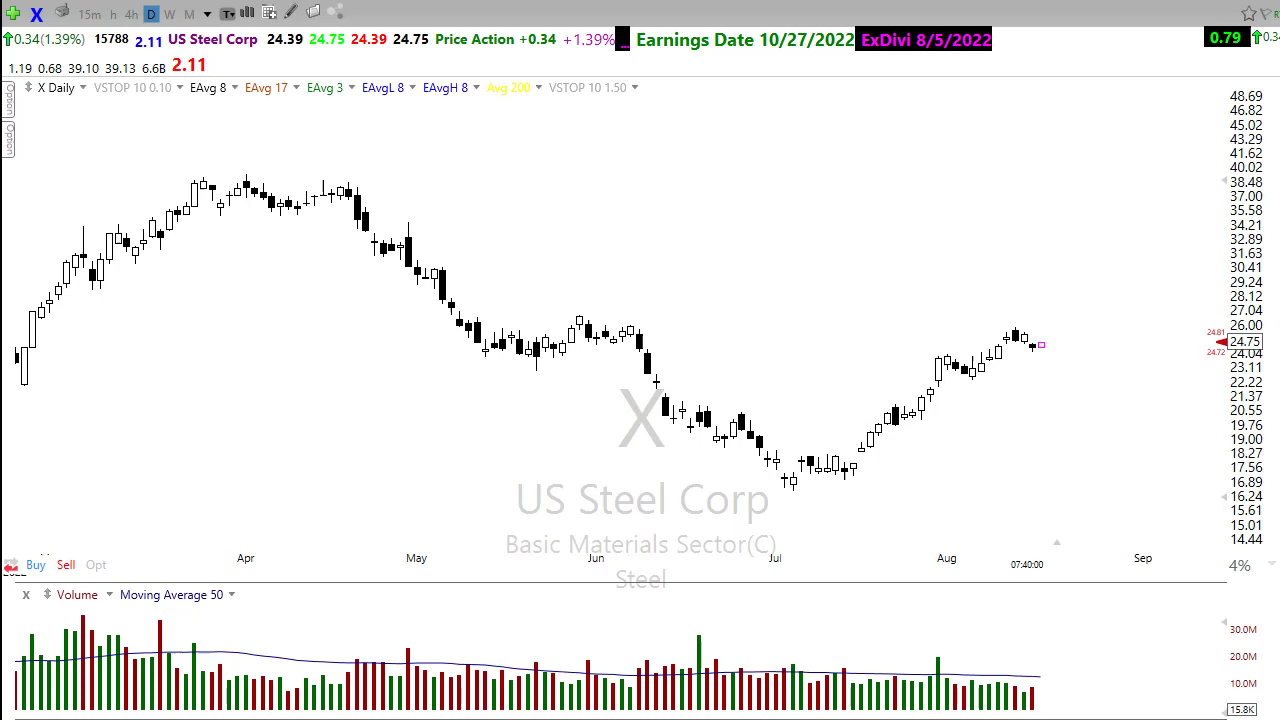 X 15m h 4h D W M T
0.34(1.39%) 15788 2.11 US Steel Corp 24.39 24.75 24.39 24.75 Price Action +0.34 +1.39% ... Earnings Date 10/27/2022 ExDivi 8/5/2022 0.79 0.34
1.19 0.68 39.10 39.13 6.6B 2.11
X Daily VSTOP 10 0.10 EAvg 8 EAvg 17 EAvg 3 EAvgL 8 EAvgH 8 Avg 200 VSTOP 10 1.50
Option
Option
48.69
46.82
45.02
43.29
41.62
40.02
38.48
37.00
35.58
34.21
32.89
31.63
30.41
29.24
28.12
27.04
26.00
24.81
24.75
24.72
24.04
23.11
22.22
21.37
20.55
19.76
19.00
18.27
17.56
16.89
16.24
15.61
15.01
14.44
X
US Steel Corp
Basic Materials Sector(C)
Steel
Apr May Jun Jul Aug Sep
07:40:00
Buy Sell Opt 4%
X Volume Moving Average 50
30.0M
20.0M
10.0M
15.8K